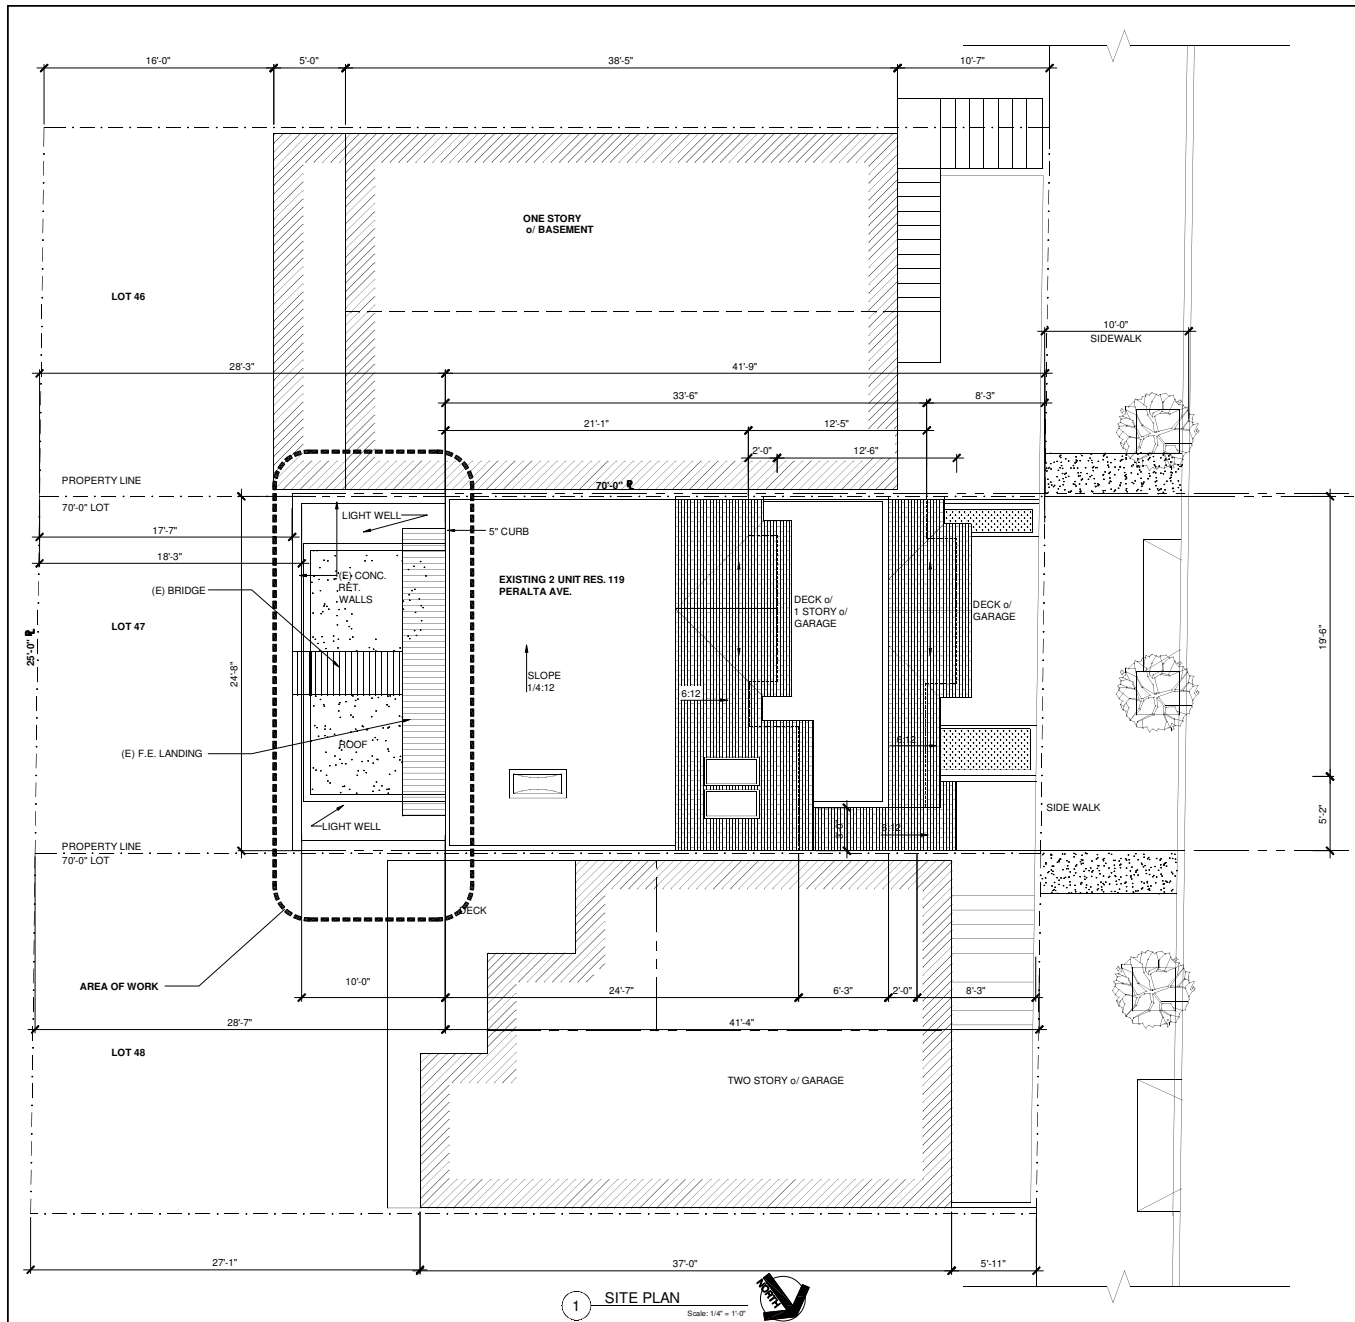 16'-0"
5'-0"
38'-5"
10'-7"
ONE STORY
o/ BASEMENT
LOT 46
10'-0"
SIDEWALK
28'-3"
41'-9"
33'-6"
8'-3"
21'-1"
12'-5"
2'-0"
12'-6"
PROPERTY LINE
70'-0" LOT
70'-0" PL
17'-7"
LIGHT WELL
5" CURB
18'-3"
(E) CONC.
RET.
WALLS
(E) BRIDGE
EXISTING 2 UNIT RES. 119
PERALTA AVE.
DECK o/
1 STORY o/
GARAGE
DECK o/
GARAGE
LOT 47
25'-0" PL
24'-8"
19'-6"
SLOPE
1/4:12
6:12
6:12
(E) F.E. LANDING
ROOF
LIGHT WELL
SIDE WALK
5'-2"
PROPERTY LINE
70'-0" LOT
DECK
AREA OF WORK
10'-0"
24'-7"
6'-3"
2'-0"
8'-3"
28'-7"
41'-4"
LOT 48
TWO STORY o/ GARAGE
27'-1"
37'-0"
5'-11"
1
SITE PLAN
Scale: 1/4" = 1'-0"
NORTH